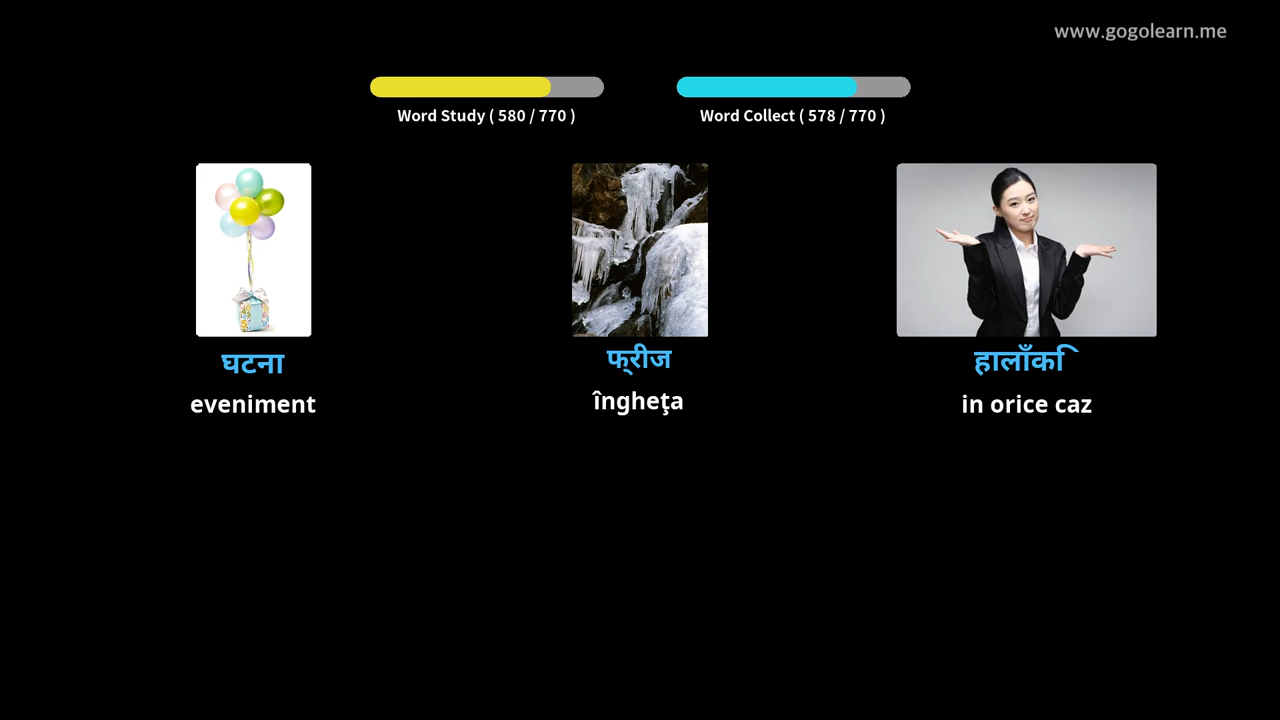 www.gogolearn.me
Word Study ( 580 / 770 )
Word Collect ( 578 / 770 )
घटना
फ्रीज
हालाँकि
eveniment
îngheţa
in orice caz